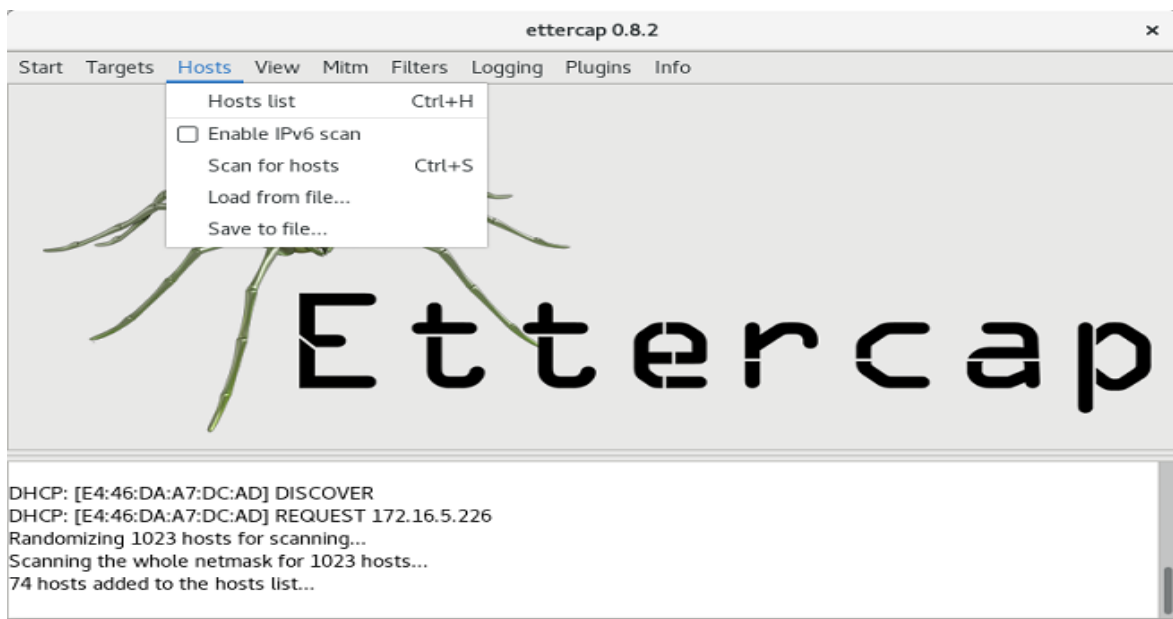 ettercap 0.8.2 ×
Start Targets Hosts View Mitm Filters Logging Plugins Info
Hosts list Ctrl+H
Enable IPv6 scan
Scan for hosts Ctrl+S
Load from file...
Save to file...
Ettercap
DHCP: [E4:46:DA:A7:DC:AD] DISCOVER
DHCP: [E4:46:DA:A7:DC:AD] REQUEST 172.16.5.226
Randomizing 1023 hosts for scanning...
Scanning the whole netmask for 1023 hosts...
74 hosts added to the hosts list...